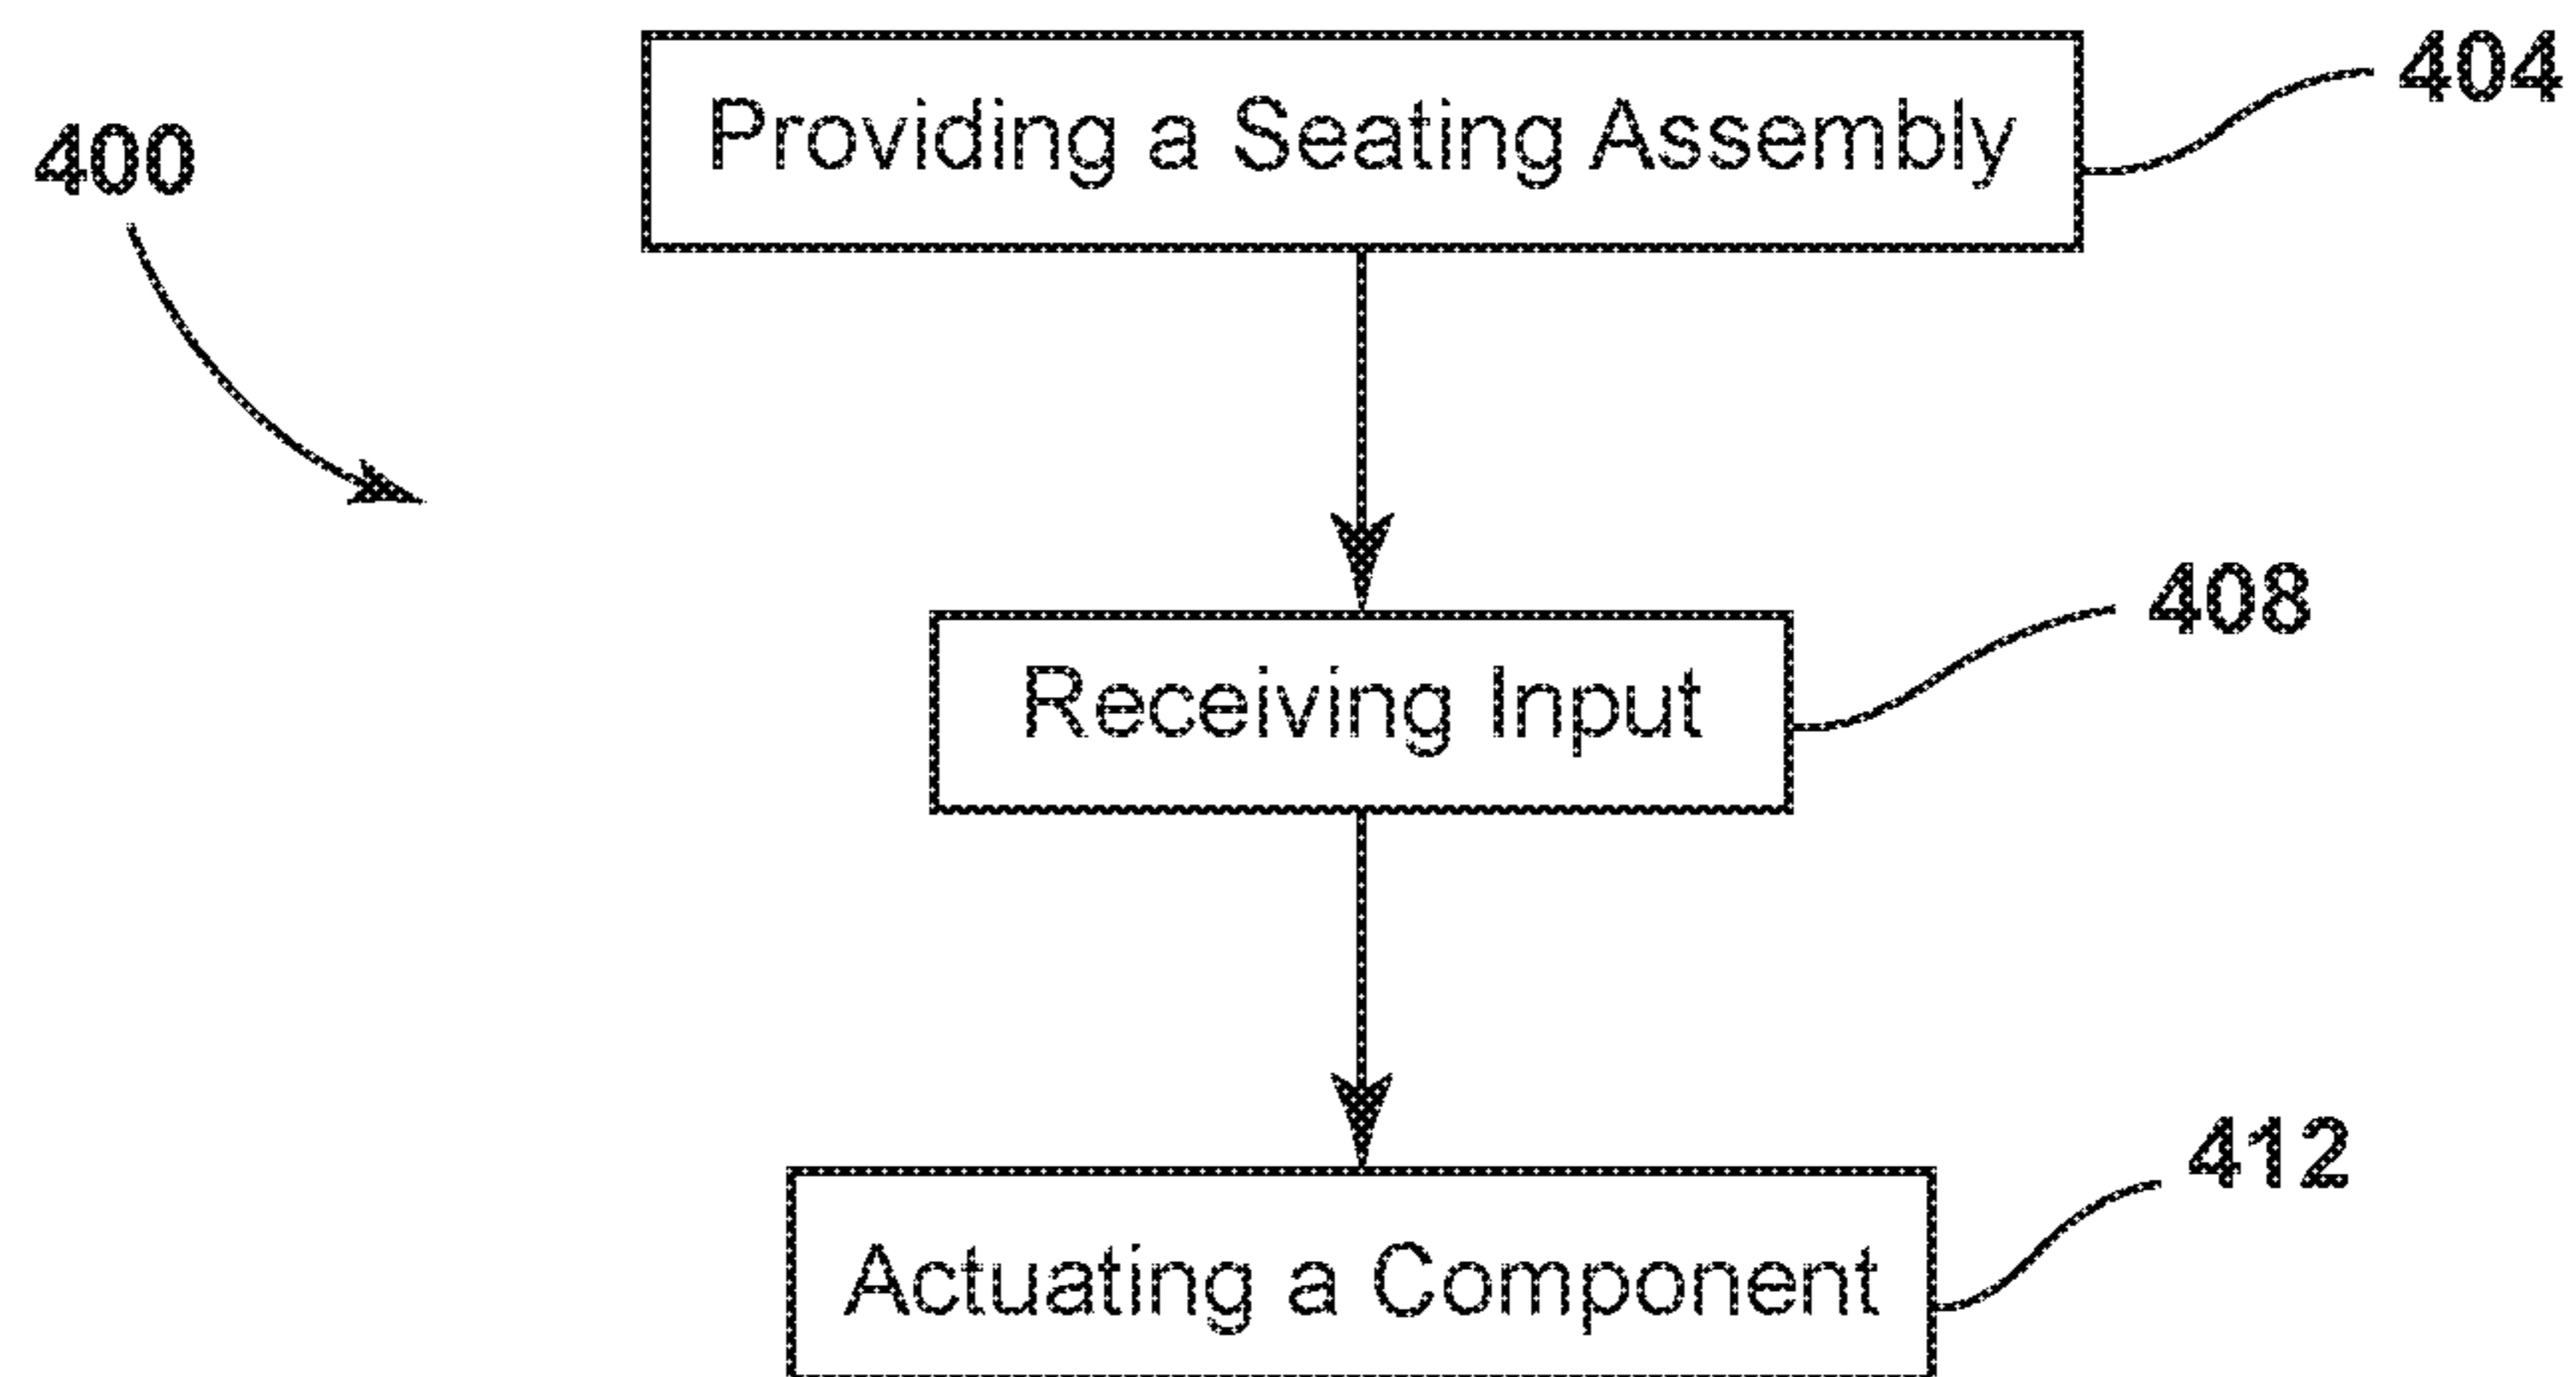 404
Providing a Seating Assembly
400
408
Receiving Input
412
Actuating a Component